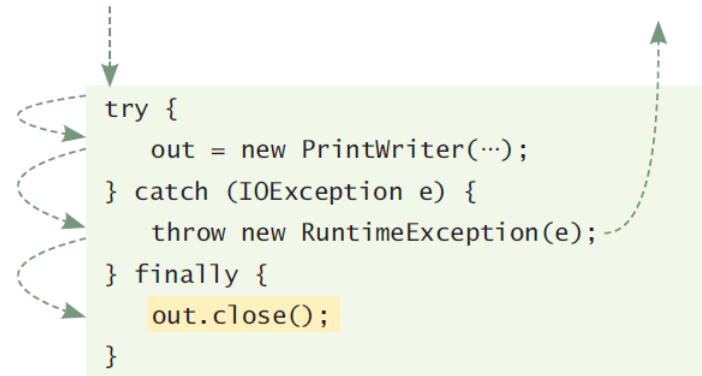 try {
out = new PrintWriter(⋯);
} catch (IOException e) {
throw new RuntimeException(e);
} finally {
out.close();
}